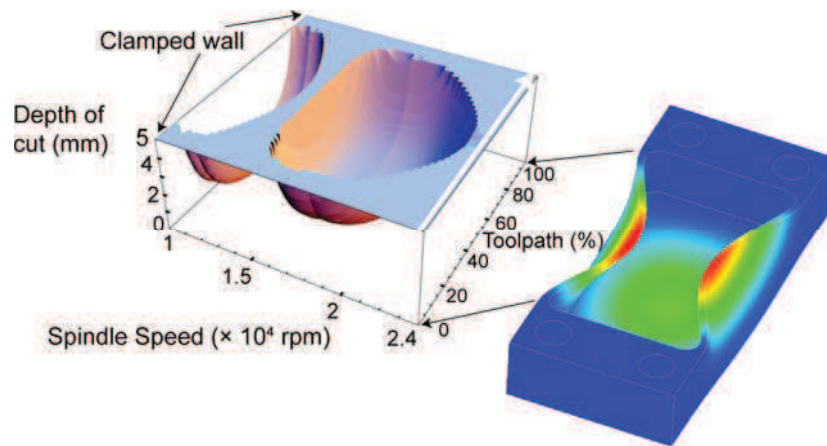 Clamped wall
Depth of
cut (mm)
5
4
2
0
1
1.5
2
2.4
Spindle Speed (× 10⁴ rpm)
100
80
60
Toolpath (%)
40
20
0